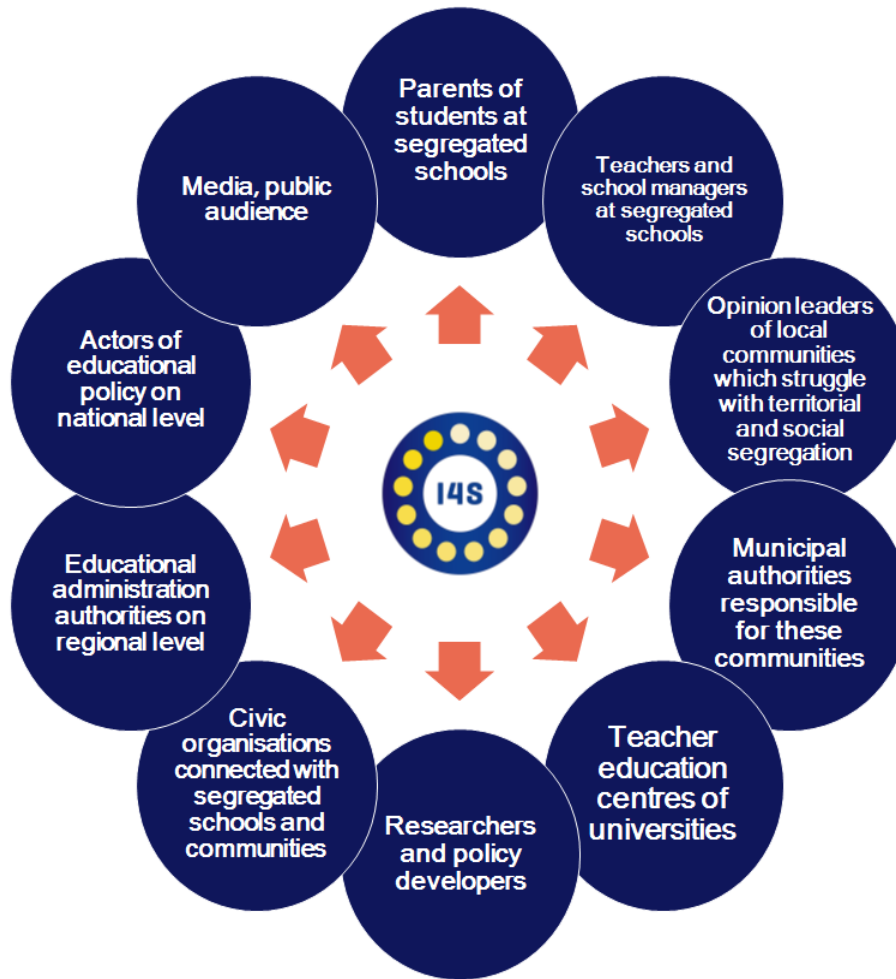 Parents of
students at
segregated
schools
Teachers and
school managers
at segregated
schools
Opinion leaders
of local
communities
which struggle
with territorial
and social
segregation
Municipal
authorities
responsible
for these
communities
Teacher
education
centres of
universities
Researchers
and policy
developers
Civic
organisations
connected with
segregated
schools and
communities
Educational
administration
authorities on
regional level
Actors of
educational
policy on
national level
Media, public
audience
I4S